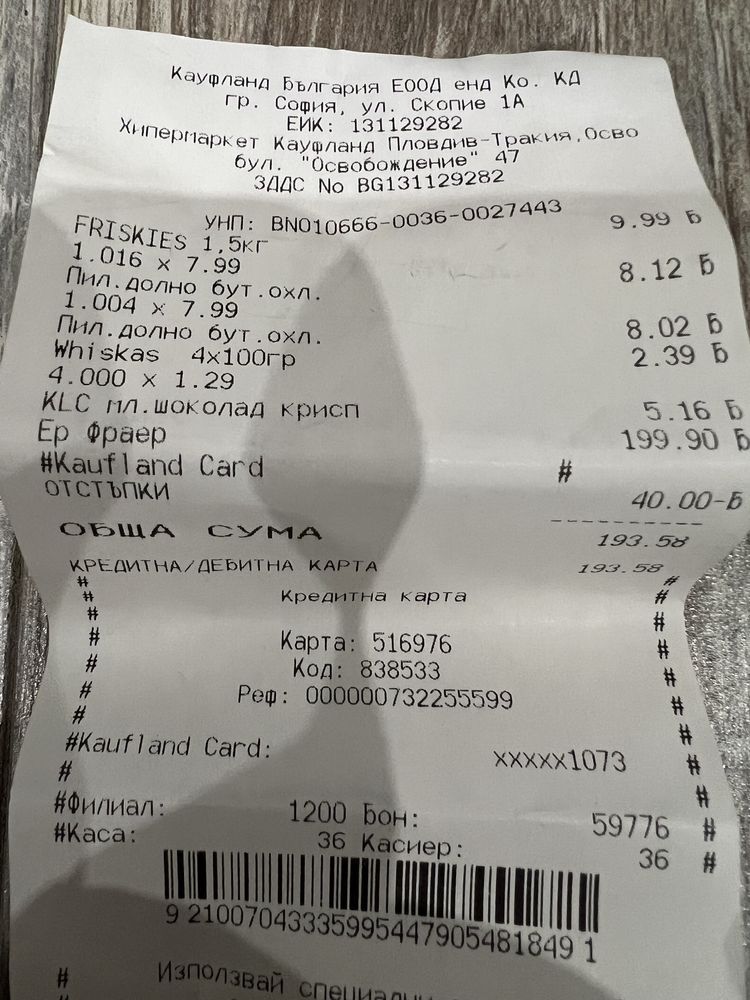 Кауфланд България ЕООД енд Ко. КД
гр. София, ул. Скопие 1А
ЕИК: 131129282
Хипермаркет Кауфланд Пловдив-Тракия,Осво
бул. "Освобождение" 47
ЗДДС No BG131129282
УНП: BN010666-0036-0027443
FRISKIES 1,5кг 9.99 Б
1.016 x 7.99
Пил.долно бут.охл. 8.12 Б
1.004 x 7.99
Пил.долно бут.охл. 8.02 Б
Whiskas 4x100гр 2.39 Б
4.000 x 1.29
KLC мл.шоколад крисп 5.16 Б
Ер Фраер 199.90 Б
#Kaufland Card #
ОТСТЪПКИ 40.00-Б
ОБЩА СУМА 193.58
КРЕДИТНА/ДЕБИТНА КАРТА 193.58
# #
# Кредитна карта #
# #
# Карта: 516976 #
# Код: 838533 #
# Реф: 000000732255599 #
# #
#Kaufland Card: xxxxx1073 #
# #
#Филиал: 1200 Бон: 59776 #
#Каса: 36 Касиер: 36 #
9 2100704333599544790548184 9 1
# Използвай специални
#